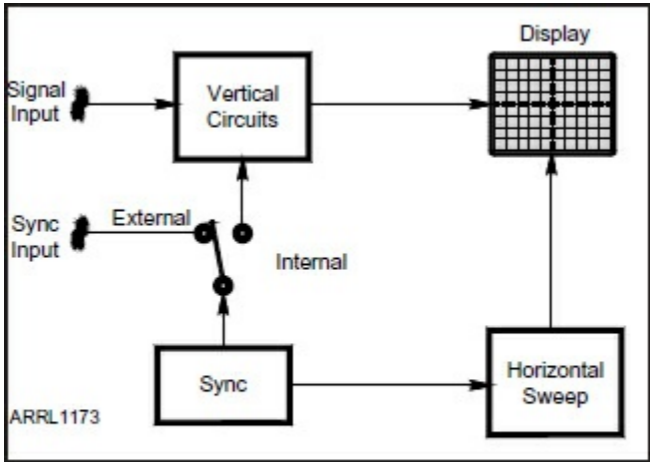 Display
Signal
Input
Vertical
Circuits
Sync
Input
External
Internal
Sync
Horizontal
Sweep
ARRL1173